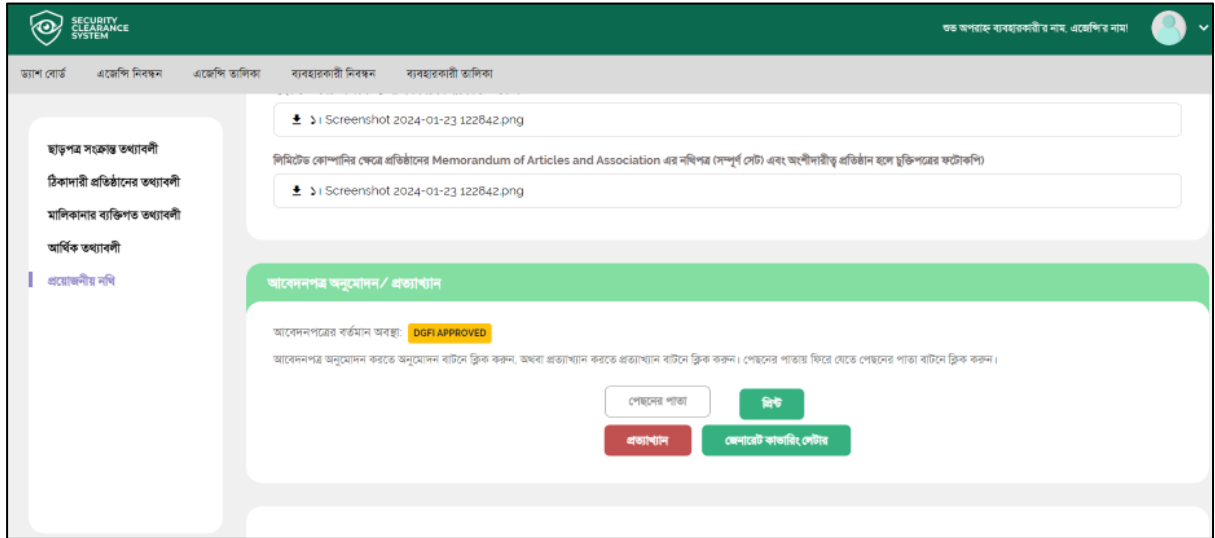 SECURITY
CLEARANCE
SYSTEM
শুভ অপরাহ্ন ব্যবহারকারী'র নাম, এজেন্সি'র নাম!
ড্যাশ বোর্ড এজেন্সি নিবন্ধন এজেন্সি তালিকা ব্যবহারকারী নিবন্ধন ব্যবহারকারী তালিকা
ছাড়পত্র সংক্রান্ত তথ্যাবলী
ঠিকাদারী প্রতিষ্ঠানের তথ্যাবলী
মালিকানার ব্যক্তিগত তথ্যাবলী
আর্থিক তথ্যাবলী
প্রয়োজনীয় নথি
১। Screenshot 2024-01-23 122842.png
লিমিটেড কোম্পানির ক্ষেত্রে প্রতিষ্ঠানের Memorandum of Articles and Association এর নথিপত্র (সম্পূর্ণ সেট) এবং অংশীদারীত্ব প্রতিষ্ঠান হলে চুক্তিপত্রের ফটোকপি)
১। Screenshot 2024-01-23 122842.png
আবেদনপত্র অনুমোদন/ প্রত্যাখ্যান
আবেদনপত্রের বর্তমান অবস্থা: DGFI APPROVED
আবেদনপত্র অনুমোদন করতে অনুমোদন বাটনে ক্লিক করুন, অথবা প্রত্যাখ্যান করতে প্রত্যাখ্যান বাটনে ক্লিক করুন। পেছনের পাতায় ফিরে যেতে পেছনের পাতা বাটনে ক্লিক করুন।
পেছনের পাতা প্রিন্ট
প্রত্যাখ্যান জেনারেট কাভারিং লেটার